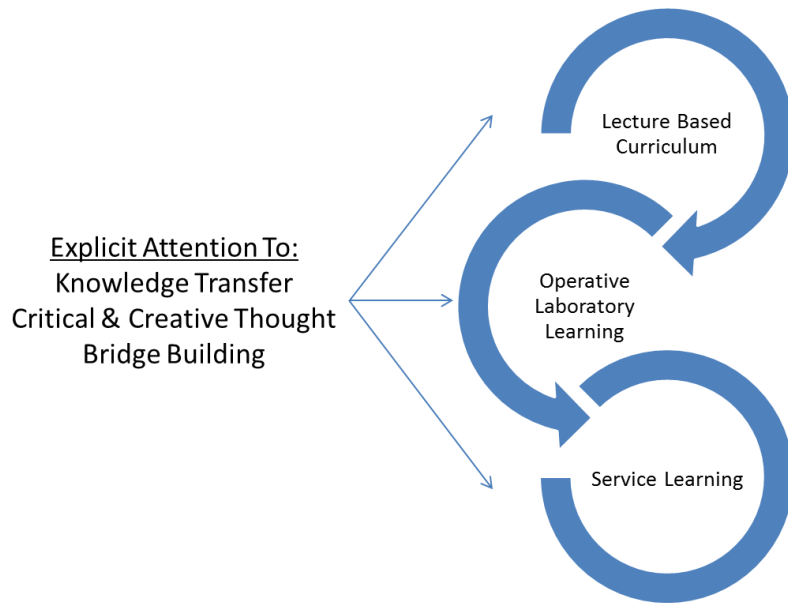 Explicit Attention To:
Knowledge Transfer
Critical & Creative Thought
Bridge Building
Lecture Based
Curriculum
Operative
Laboratory
Learning
Service Learning